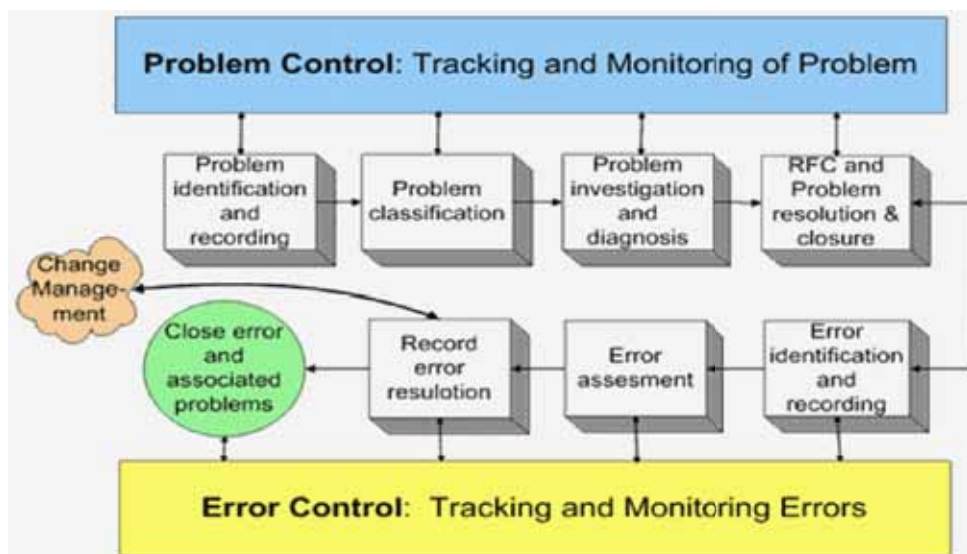 Problem Control: Tracking and Monitoring of Problem
Problem
identification
and
recording
Problem
classification
Problem
investigation
and
diagnosis
RFC and
Problem
resolution &
closure
Change
Manage-
ment
Close error
and
associated
problems
Record
error
resulotion
Error
assesment
Error
identification
and
recording
Error Control: Tracking and Monitoring Errors